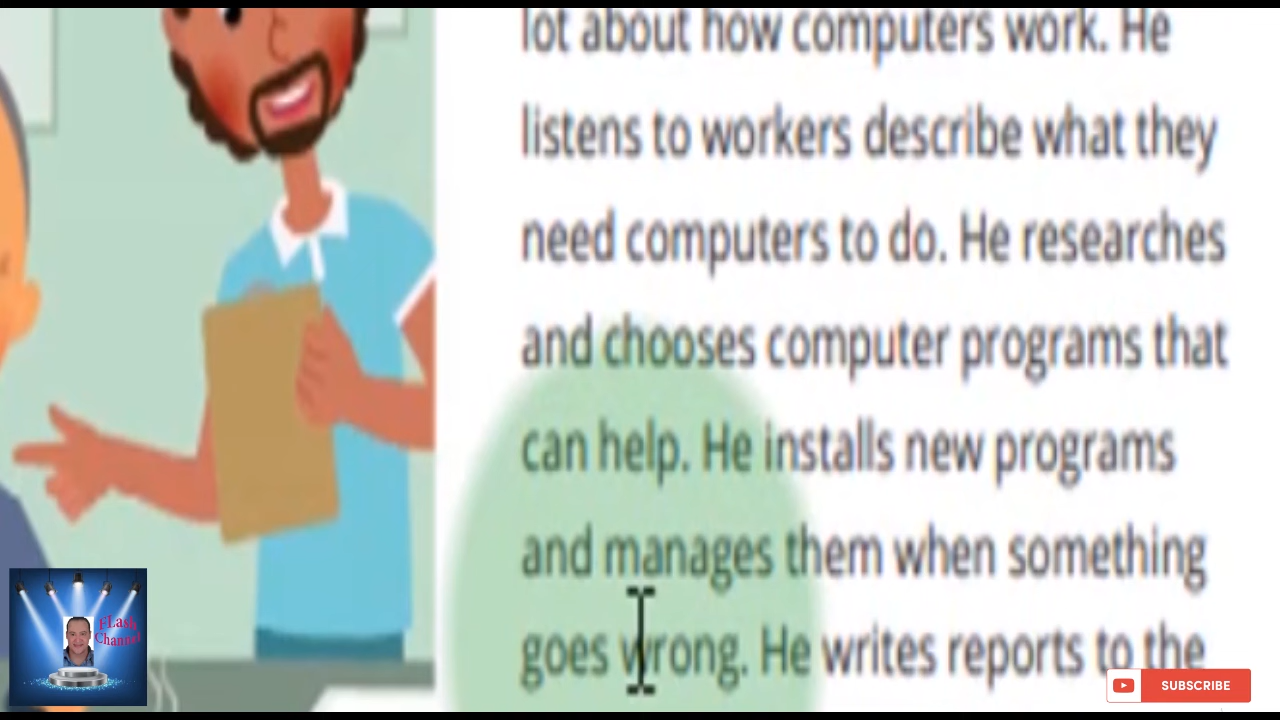 lot about how computers work. He
listens to workers describe what they
need computers to do. He researches
and chooses computer programs that
can help. He installs new programs
and manages them when something
goes wrong. He writes reports to the
FLash
Channel
SUBSCRIBE